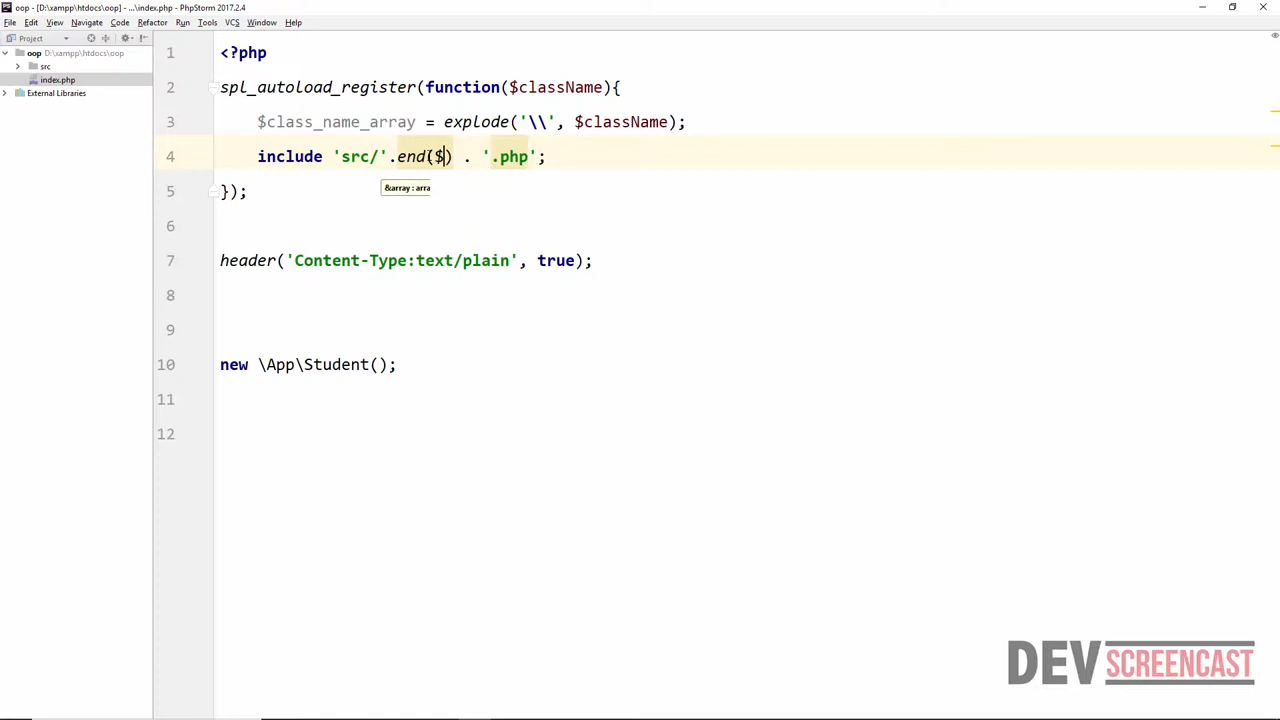 oop - [D:\xampp\htdocs\oop] - ...\index.php - PhpStorm 2017.2.4
File Edit View Navigate Code Refactor Run Tools VCS Window Help
Project
oop D:\xampp\htdocs\oop
src
index.php
External Libraries
1 <?php
2 spl_autoload_register(function($className){
3 $class_name_array = explode('\\', $className);
4 include 'src/'.end($) . '.php';
&array : arra
5 });
6
7 header('Content-Type:text/plain', true);
8
9
10 new \App\Student();
11
12
DEV SCREENCAST